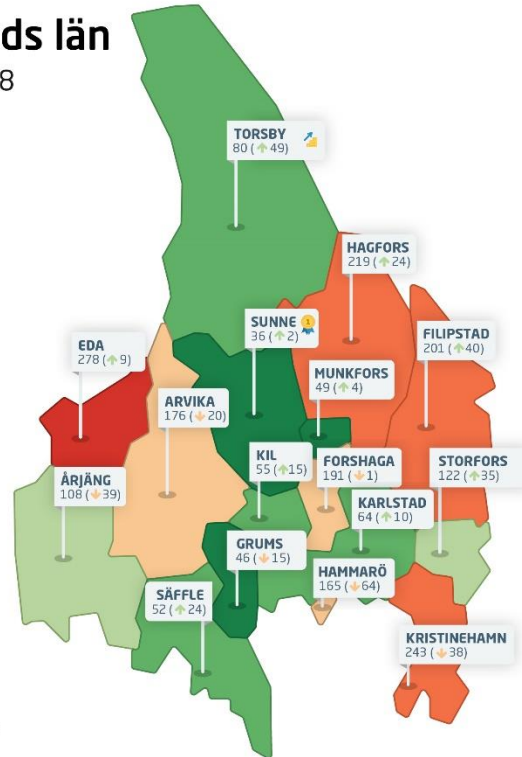 ds län
8
TORSBY
80 (↑49)
HAGFORS
219 (↑24)
SUNNE
36 (↑2)
FILIPSTAD
201 (↑40)
EDA
278 (↑9)
MUNKFORS
49 (↑4)
ARVIKA
176 (↓20)
KIL
55 (↑15)
FORSHAGA
191 (↓1)
STORFORS
122 (↑35)
ÅRJÄNG
108 (↓39)
KARLSTAD
64 (↑10)
GRUMS
46 (↓15)
HAMMARÖ
165 (↓64)
SÄFFLE
52 (↑24)
KRISTINEHAMN
243 (↓38)